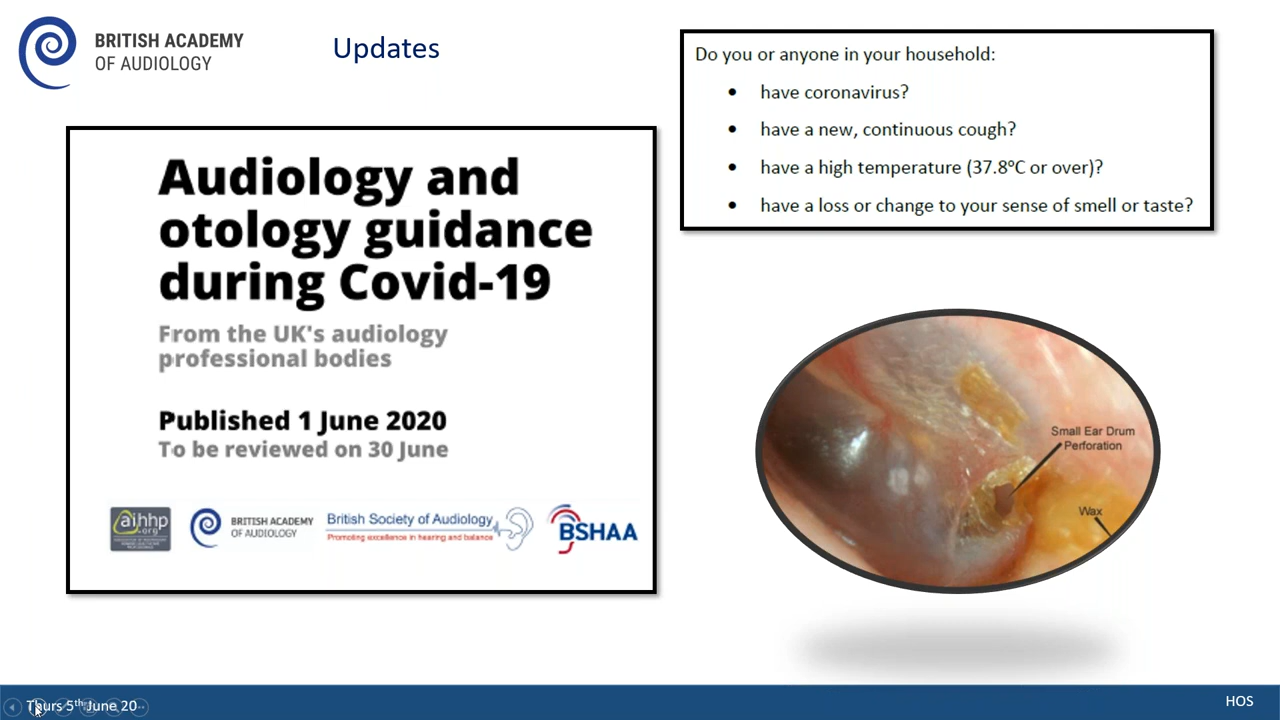 BRITISH ACADEMY
OF AUDIOLOGY
Updates
Do you or anyone in your household:
• have coronavirus?
• have a new, continuous cough?
• have a high temperature (37.8°C or over)?
• have a loss or change to your sense of smell or taste?
Audiology and
otology guidance
during Covid-19
From the UK's audiology
professional bodies
Published 1 June 2020
To be reviewed on 30 June
aihhp
.org
BRITISH ACADEMY
OF AUDIOLOGY
British Society of Audiology
Promoting excellence in hearing and balance
BSHAA
Small Ear Drum
Perforation
Wax
Thurs 5th June 20
HOS